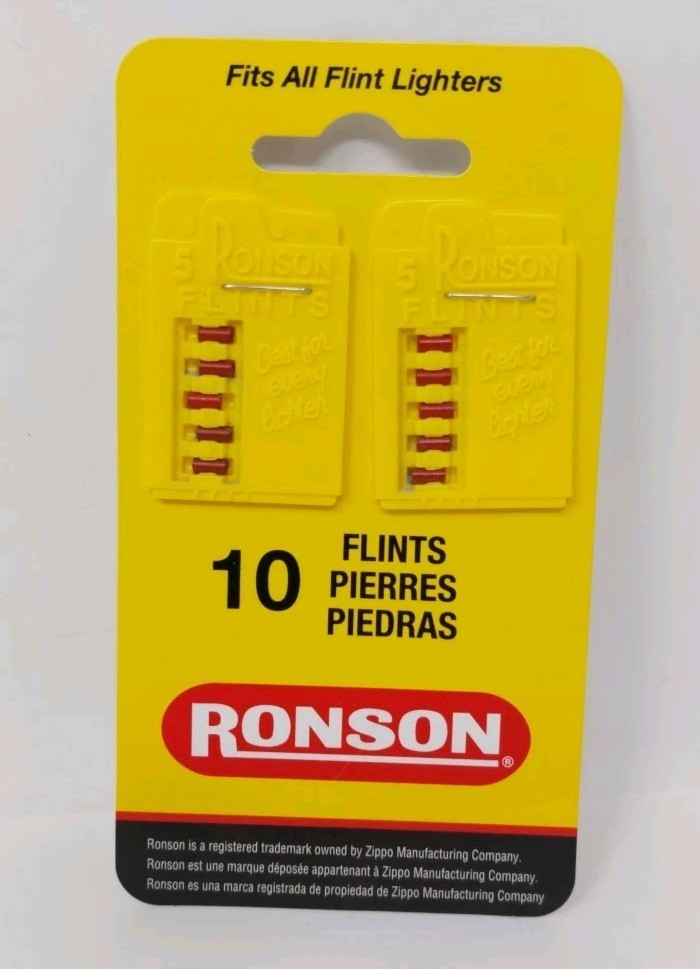 Fits All Flint Lighters
5 RONSON
FLINTS
Best for
every
lighter
5 RONSON
FLINTS
Best for
every
lighter
10
FLINTS
PIERRES
PIEDRAS
RONSON®
Ronson is a registered trademark owned by Zippo Manufacturing Company.
Ronson est une marque déposée appartenant à Zippo Manufacturing Company.
Ronson es una marca registrada de propiedad de Zippo Manufacturing Company